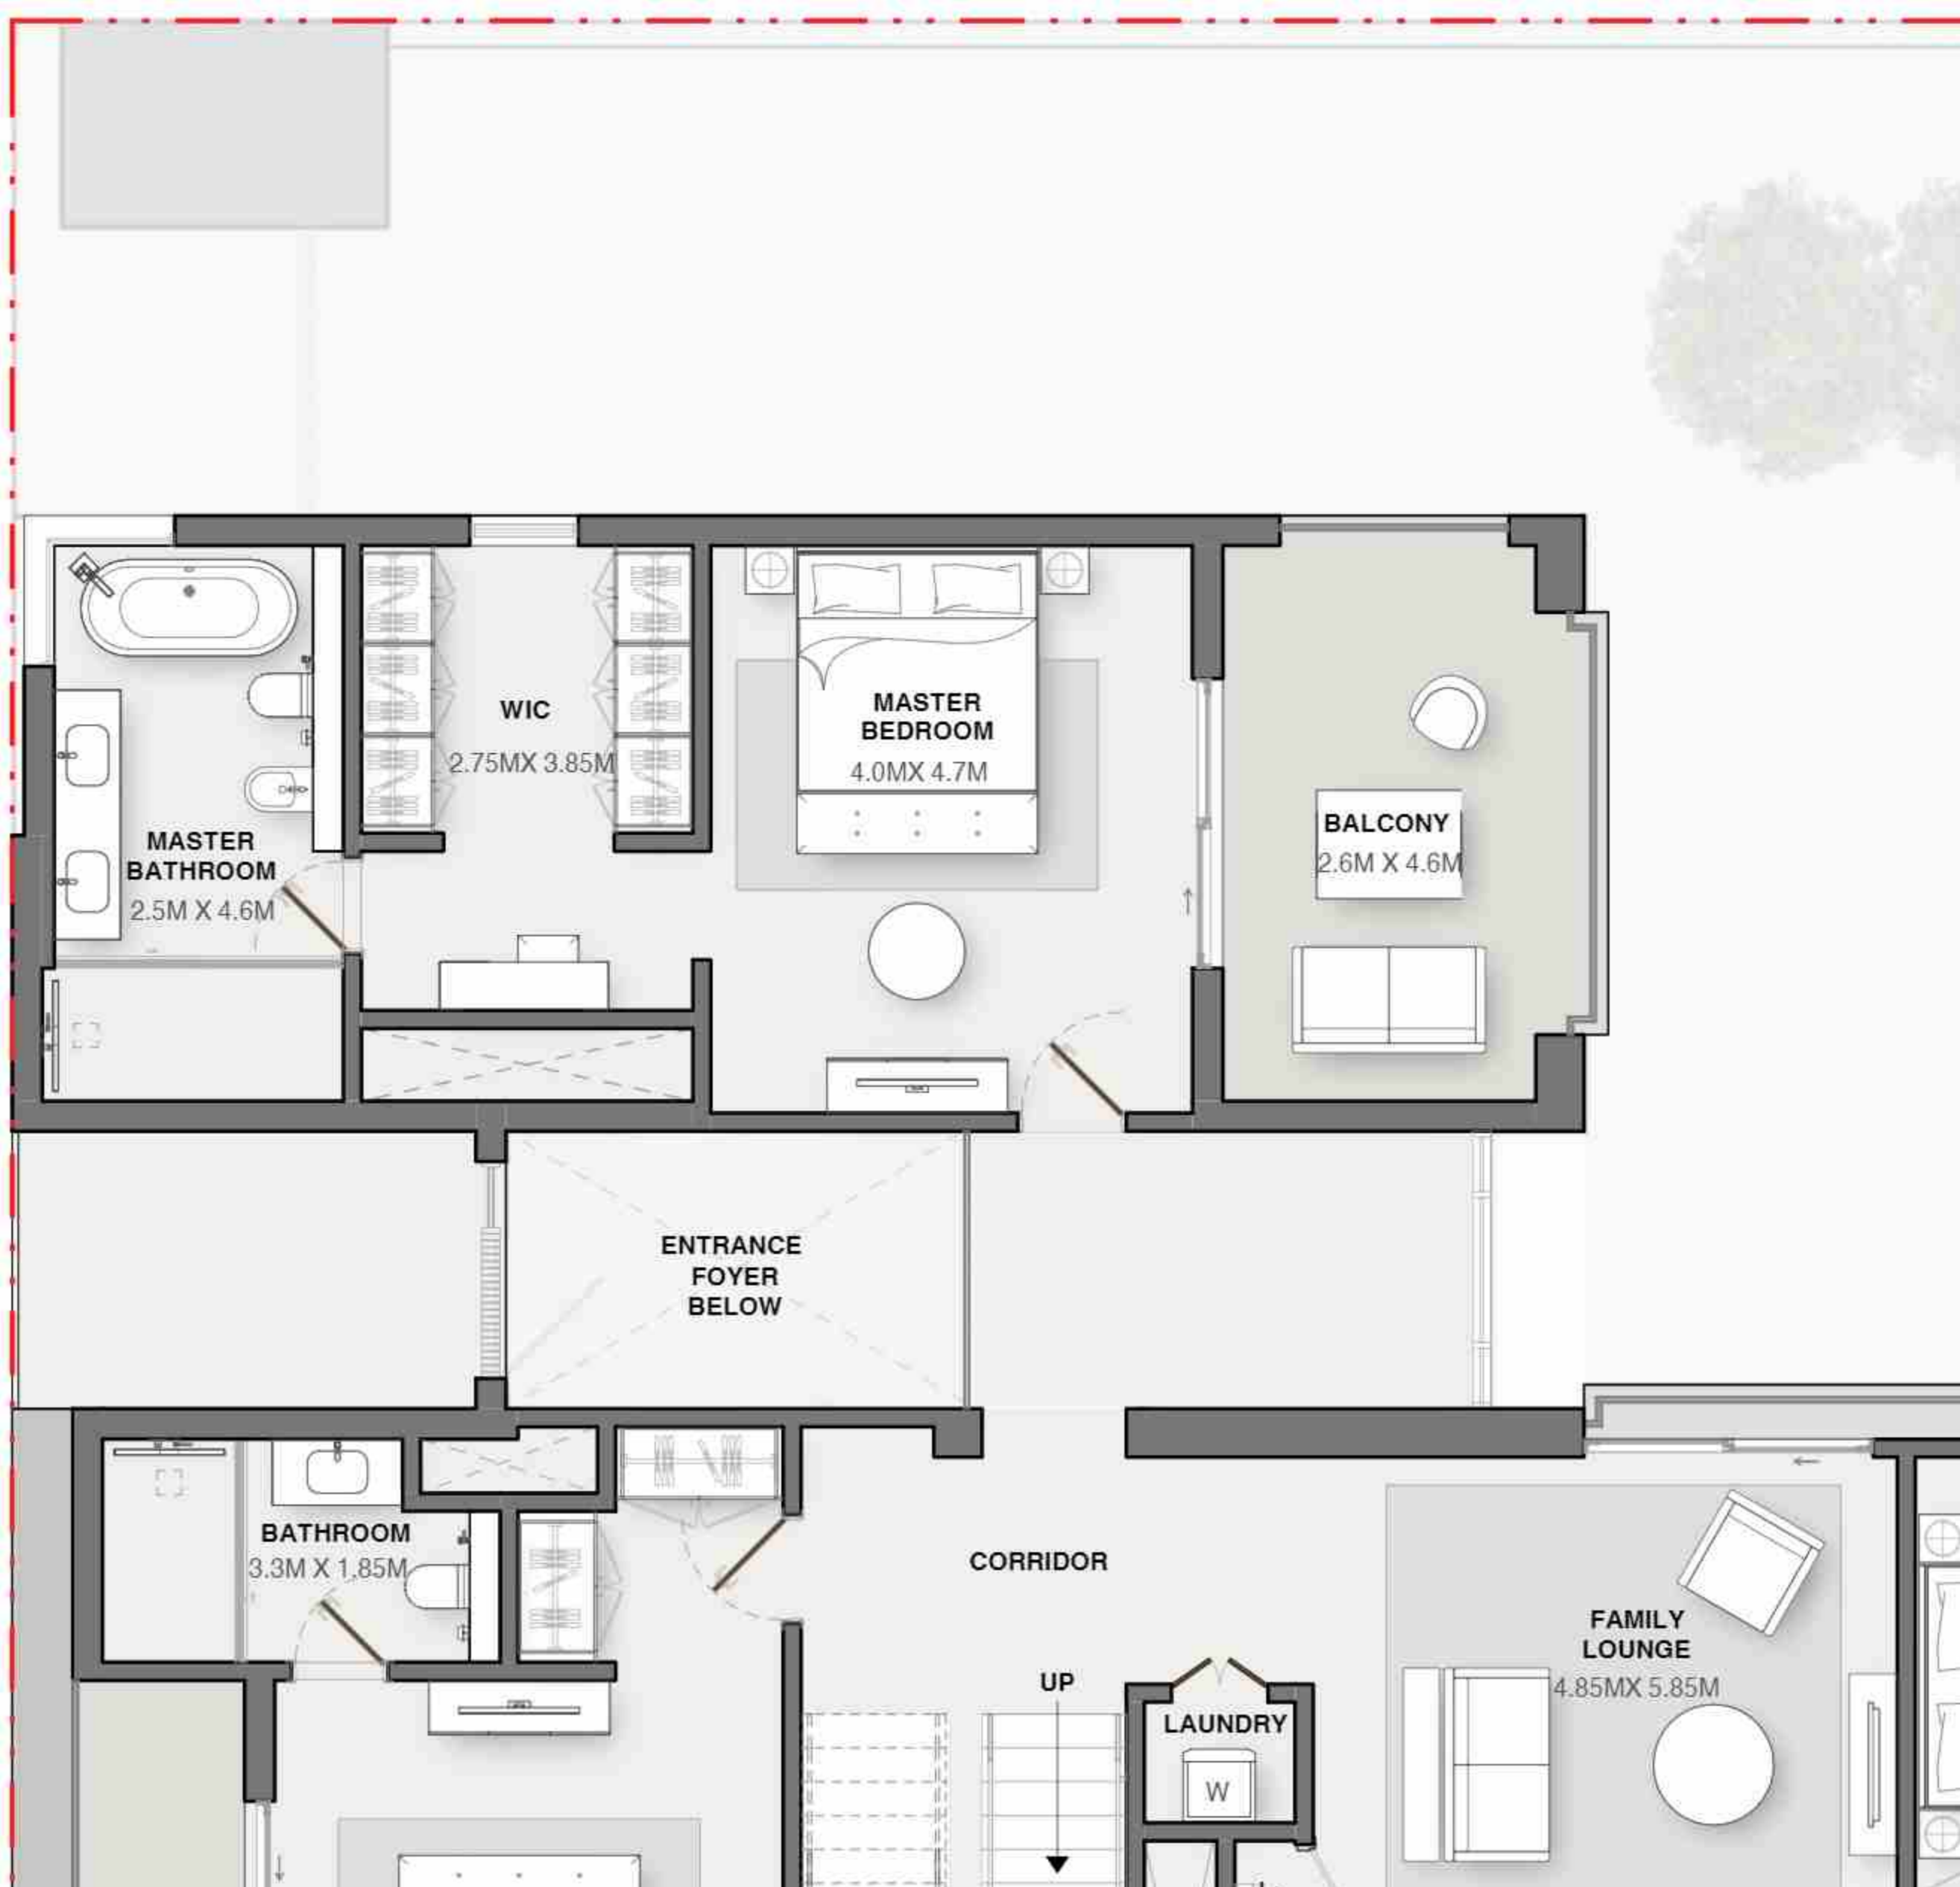 WIC
2.75MX 3.85M
MASTER
BEDROOM
4.0MX 4.7M
MASTER
BATHROOM
2.5M X 4.6M
BALCONY
2.6M X 4.6M
ENTRANCE
FOYER
BELOW
BATHROOM
3.3M X 1.85M
CORRIDOR
FAMILY
LOUNGE
4.85MX 5.85M
UP
LAUNDRY
W